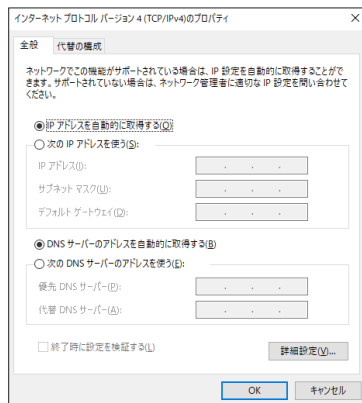 インターネット プロトコル バージョン 4 (TCP/IPv4)のプロパティ
全般 代替の構成
ネットワークでこの機能がサポートされている場合は、IP 設定を自動的に取得することがで
きます。サポートされていない場合は、ネットワーク管理者に適切な IP 設定を問い合わせて
ください。
IP アドレスを自動的に取得する(O)
次の IP アドレスを使う(S):
IP アドレス(I):
サブネット マスク(U):
デフォルト ゲートウェイ(D):
DNS サーバーのアドレスを自動的に取得する(B)
次の DNS サーバーのアドレスを使う(E):
優先 DNS サーバー(P):
代替 DNS サーバー(A):
終了時に設定を検証する(L)
詳細設定(V)...
OK キャンセル